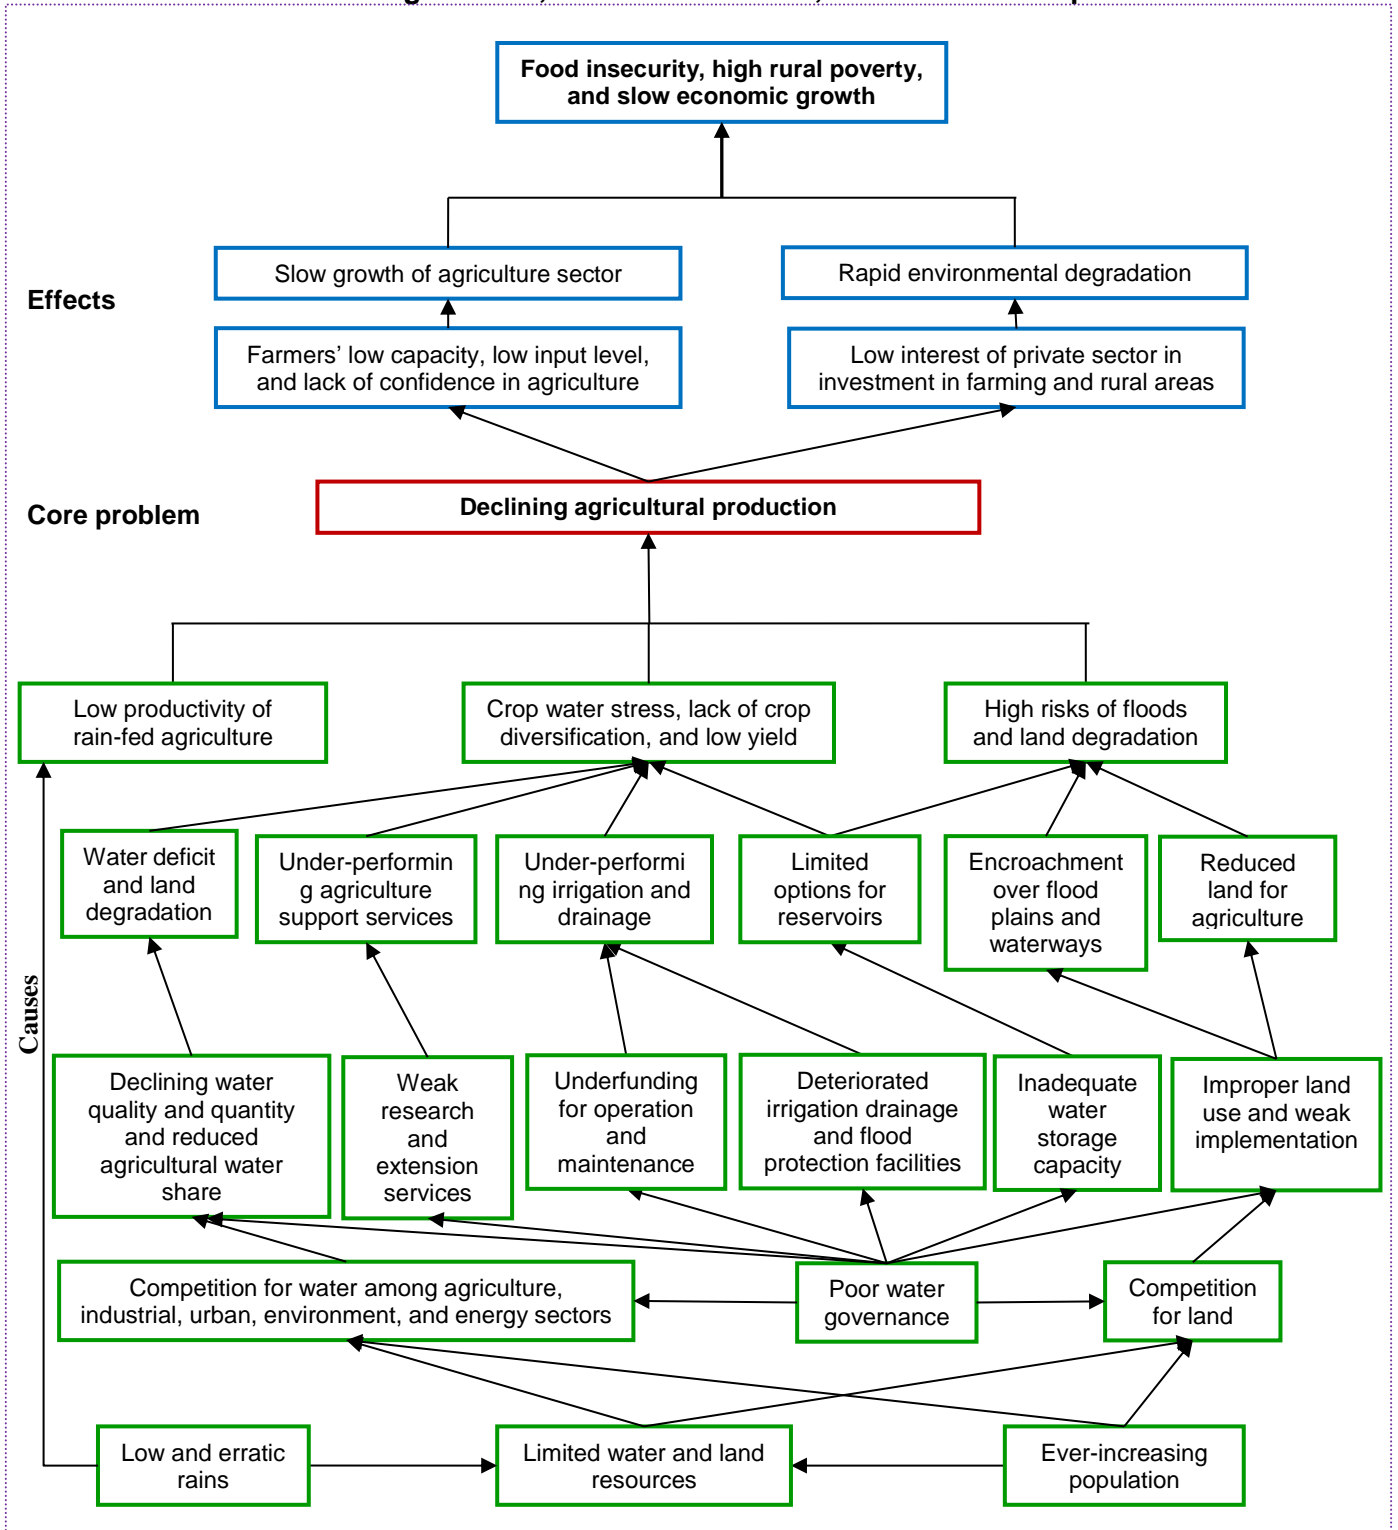 Food insecurity, high rural poverty,
and slow economic growth
Slow growth of agriculture sector
Rapid environmental degradation
Effects
Farmers’ low capacity, low input level,
and lack of confidence in agriculture
Low interest of private sector in
investment in farming and rural areas
Core problem
Declining agricultural production
Low productivity of
rain-fed agriculture
Crop water stress, lack of crop
diversification, and low yield
High risks of floods
and land degradation
Water deficit
and land
degradation
Under-performin
g agriculture
support services
Under-performi
ng irrigation and
drainage
Limited
options for
reservoirs
Encroachment
over flood
plains and
waterways
Reduced
land for
agriculture
Causes
Declining water
quality and quantity
and reduced
agricultural water
share
Weak
research
and
extension
services
Underfunding
for operation
and
maintenance
Deteriorated
irrigation drainage
and flood
protection facilities
Inadequate
water
storage
capacity
Improper land
use and weak
implementation
Competition for water among agriculture,
industrial, urban, environment, and energy sectors
Poor water
governance
Competition
for land
Low and erratic
rains
Limited water and land
resources
Ever-increasing
population